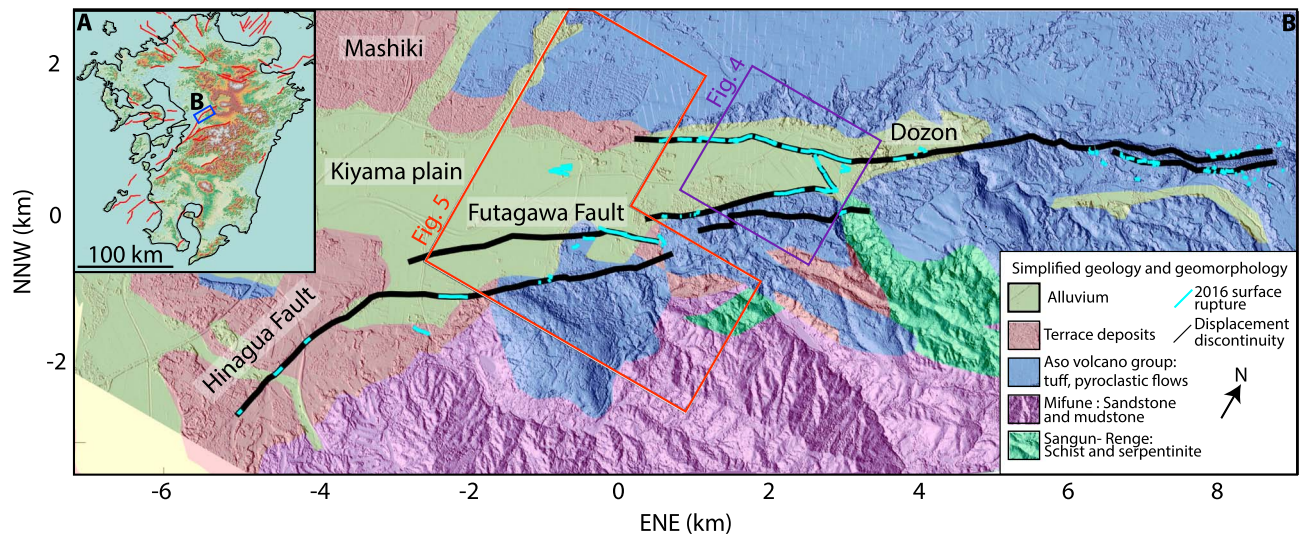 A
B
B
100 km
Mashiki
Kiyama plain
Futagawa Fault
Hinagua Fault
Dozon
Fig. 4
Fig. 5
2
0
-2
NNW (km)
-6
-4
-2
0
2
4
6
8
ENE (km)
Simplified geology and geomorphology
Alluvium
Terrace deposits
Aso volcano group:
tuff, pyroclastic flows
Mifune : Sandstone
and mudstone
Sangun- Renge:
Schist and serpentinite
2016 surface
rupture
Displacement
discontinuity
N